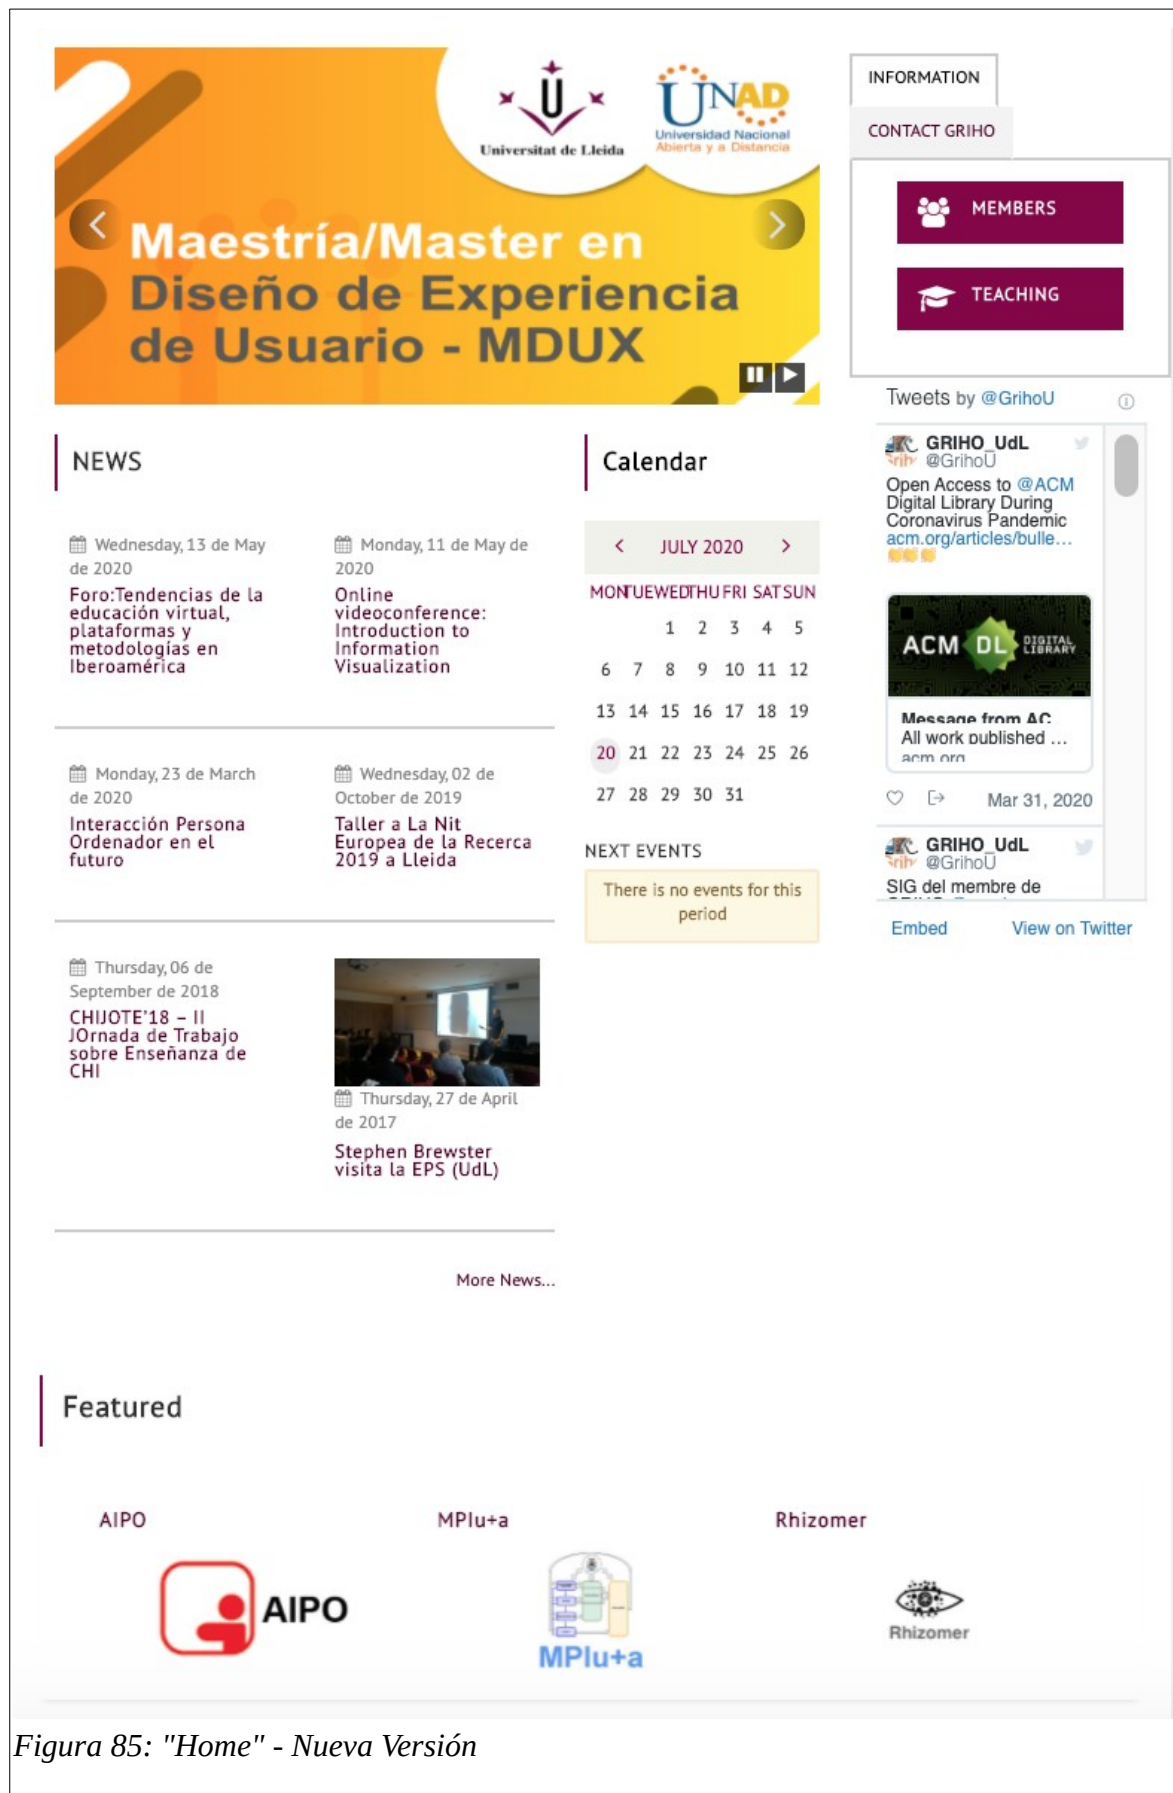 Universitat de Lleida
UNAD
Universidad Nacional
Abierta y a Distancia
Maestría/Master en
Diseño de Experiencia
de Usuario - MDUX
INFORMATION
CONTACT GRIHO
MEMBERS
TEACHING
NEWS
Wednesday, 13 de May
de 2020
Foro:Tendencias de la
educación virtual,
plataformas y
metodologías en
Iberoamérica
Monday, 11 de May de
2020
Online
videoconference:
Introduction to
Information
Visualization
Monday, 23 de March
de 2020
Interacción Persona
Ordenador en el
futuro
Wednesday, 02 de
October de 2019
Taller a La Nit
Europea de la Recerca
2019 a Lleida
Thursday, 06 de
September de 2018
CHIJOTE'18 – II
JOrnada de Trabajo
sobre Enseñanza de
CHI
Thursday, 27 de April
de 2017
Stephen Brewster
visita la EPS (UdL)
More News...
Calendar
< JULY 2020 >
MON TUE WED THU FRI SAT SUN
1 2 3 4 5
6 7 8 9 10 11 12
13 14 15 16 17 18 19
20 21 22 23 24 25 26
27 28 29 30 31
NEXT EVENTS
There is no events for this
period
Tweets by @GrihoU
GRIHO_UdL
@GrihoU
Open Access to @ACM
Digital Library During
Coronavirus Pandemic
acm.org/articles/bulle…
ACM DL DIGITAL
LIBRARY
Message from AC
All work published …
acm.org
Mar 31, 2020
GRIHO_UdL
@GrihoU
SIG del membre de
Embed View on Twitter
Featured
AIPO
AIPO
MPIu+a
MPIu+a
Rhizomer
Rhizomer
Figura 85: "Home" - Nueva Versión